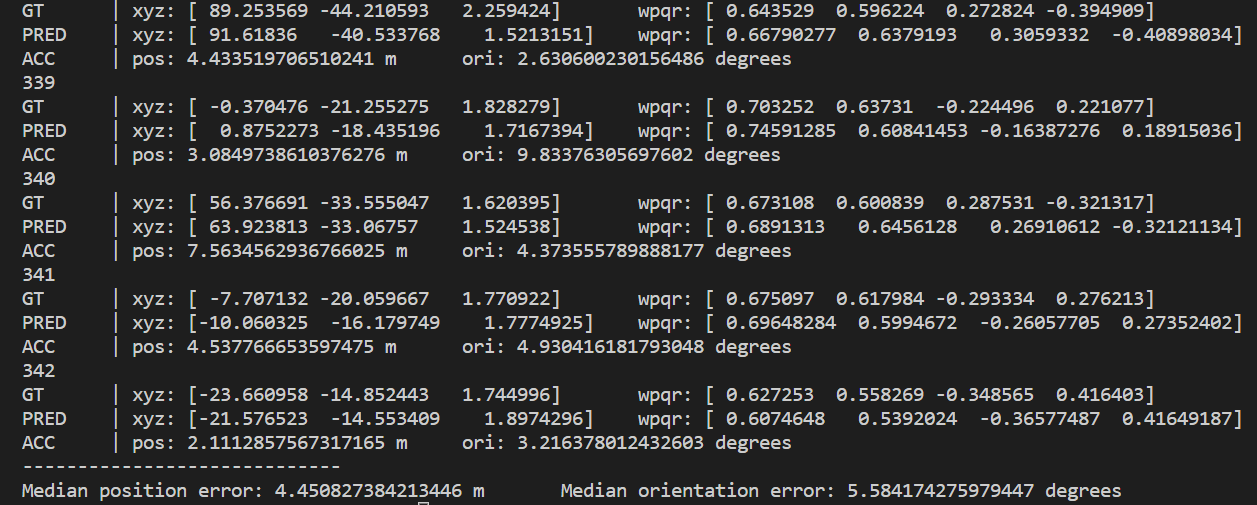 GT | xyz: [ 89.253569 -44.210593 2.259424] wpqr: [ 0.643529 0.596224 0.272824 -0.394909]
PRED | xyz: [ 91.61836 -40.533768 1.5213151] wpqr: [ 0.66790277 0.6379193 0.3059332 -0.40898034]
ACC | pos: 4.433519706510241 m ori: 2.630600230156486 degrees
339
GT | xyz: [ -0.370476 -21.255275 1.828279] wpqr: [ 0.703252 0.63731 -0.224496 0.221077]
PRED | xyz: [ 0.8752273 -18.435196 1.7167394] wpqr: [ 0.74591285 0.60841453 -0.16387276 0.18915036]
ACC | pos: 3.0849738610376276 m ori: 9.83376305697602 degrees
340
GT | xyz: [ 56.376691 -33.555047 1.620395] wpqr: [ 0.673108 0.600839 0.287531 -0.321317]
PRED | xyz: [ 63.923813 -33.06757 1.524538] wpqr: [ 0.6891313 0.6456128 0.26910612 -0.32121134]
ACC | pos: 7.5634562936766025 m ori: 4.373555789888177 degrees
341
GT | xyz: [ -7.707132 -20.059667 1.770922] wpqr: [ 0.675097 0.617984 -0.293334 0.276213]
PRED | xyz: [-10.060325 -16.179749 1.7774925] wpqr: [ 0.69648284 0.5994672 -0.26057705 0.27352402]
ACC | pos: 4.537766653597475 m ori: 4.930416181793048 degrees
342
GT | xyz: [-23.660958 -14.852443 1.744996] wpqr: [ 0.627253 0.558269 -0.348565 0.416403]
PRED | xyz: [-21.576523 -14.553409 1.8974296] wpqr: [ 0.6074648 0.5392024 -0.36577487 0.41649187]
ACC | pos: 2.1112857567317165 m ori: 3.216378012432603 degrees
-----------------------------
Median position error: 4.450827384213446 m Median orientation error: 5.584174275979447 degrees